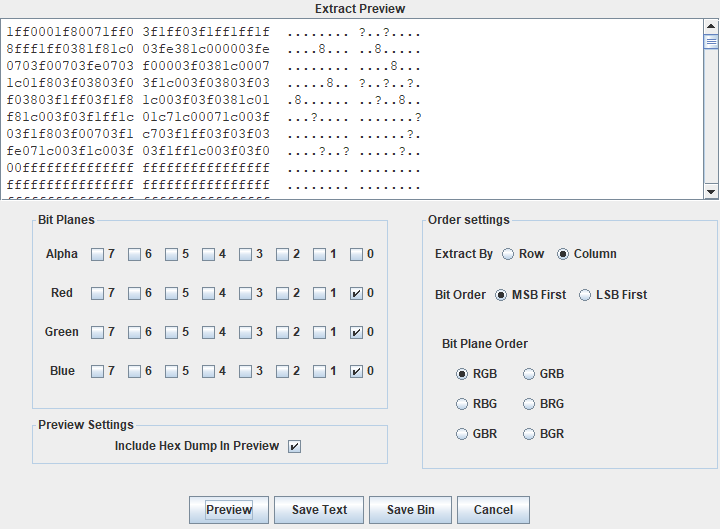 Extract Preview
1ff0001f80071ff0 3f1ff03f1ff1ff1f ........ ?..?....
8fff1ff0381f81c0 03fe381c000003fe ....8... ..8.....
0703f00703fe0703 f00003f0381c0007 ........ ....8...
1c01f803f03803f0 3f1c003f03803f03 .....8.. ?..?..?.
f03803f1ff03f1f8 1c003f03f0381c01 .8...... ..?..8..
f81c003f03f1ff1c 01c71c00071c003f ...?.... .......?
03f1f803f00703f1 c703f1ff03f03f03 ........ ......?.
fe071c003f1c003f 03f1ff1c003f03f0 ....?..? .....?..
00ffffffffffffff ffffffffffffffff ........ ........
ffffffffffffffff ffffffffffffffff ........ ........
Bit Planes
Alpha 7 6 5 4 3 2 1 0
Red 7 6 5 4 3 2 1 0
Green 7 6 5 4 3 2 1 0
Blue 7 6 5 4 3 2 1 0
Preview Settings
Include Hex Dump In Preview
Order settings
Extract By Row Column
Bit Order MSB First LSB First
Bit Plane Order
RGB GRB
RBG BRG
GBR BGR
Preview Save Text Save Bin Cancel